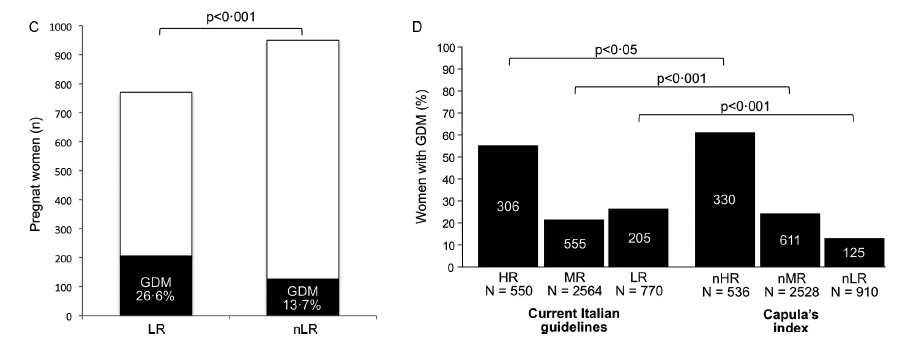 C
p<0·001
1000
900
800
700
600
500
400
300
200
100
0
Pregnat women (n)
GDM
26·6%
GDM
13·7%
LR nLR
D
p<0·05
p<0·001
p<0·001
100
90
80
70
60
50
40
30
20
10
0
Women with GDM (%)
306 555 205 330 611 125
HR MR LR nHR nMR nLR
N = 550 N = 2564 N = 770 N = 536 N = 2528 N = 910
Current Italian
guidelines
Capula's
index